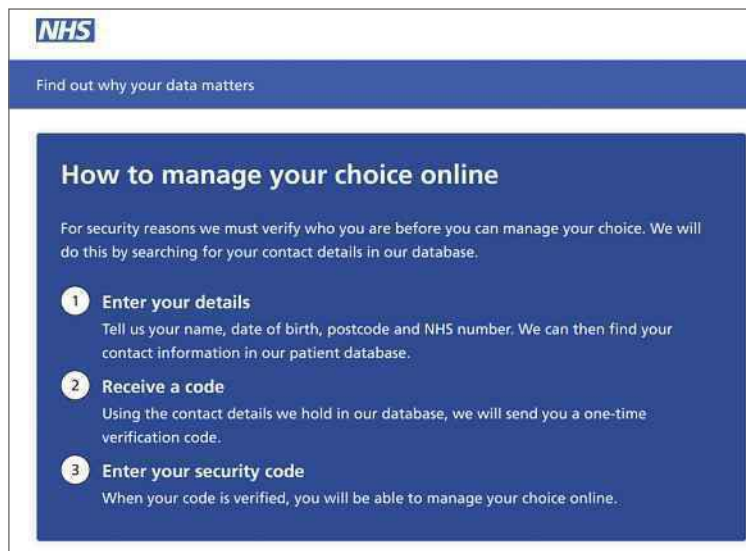 NHS
Find out why your data matters
How to manage your choice online
For security reasons we must verify who you are before you can manage your choice. We will
do this by searching for your contact details in our database.
1 Enter your details
Tell us your name, date of birth, postcode and NHS number. We can then find your
contact information in our patient database.
2 Receive a code
Using the contact details we hold in our database, we will send you a one-time
verification code.
3 Enter your security code
When your code is verified, you will be able to manage your choice online.